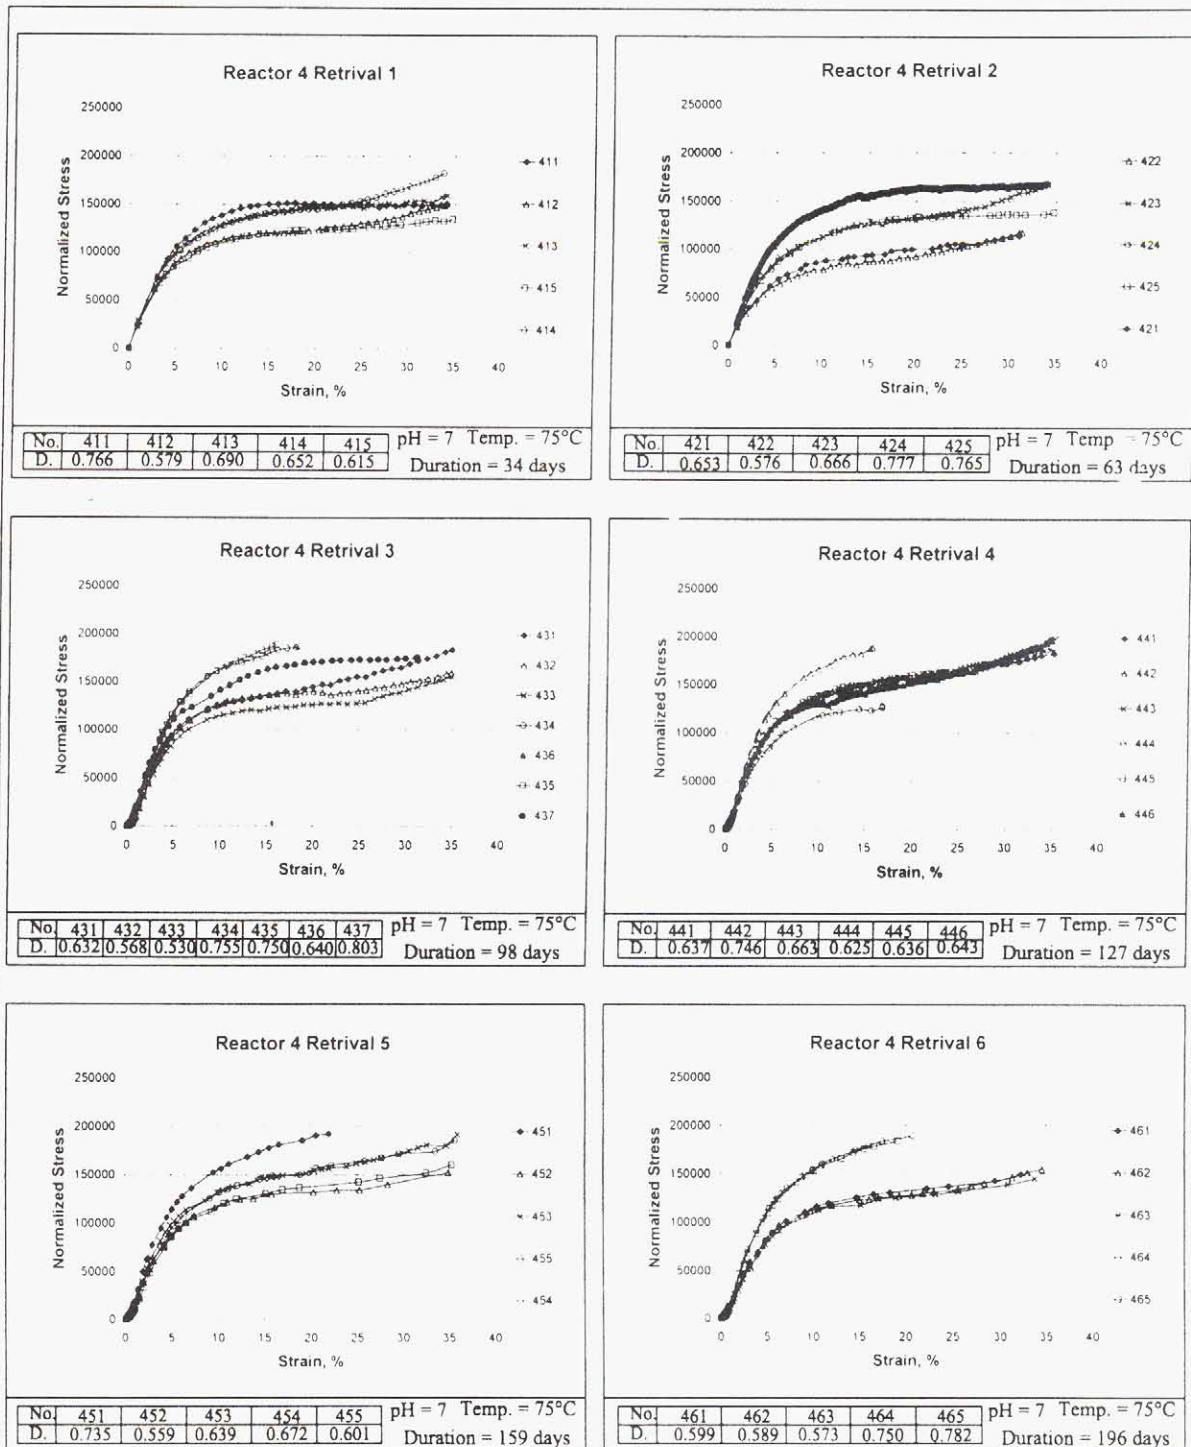 Reactor 4 Retrival 1
Normalized Stress
250000
200000
150000
100000
50000
0
0 5 10 15 20 25 30 35 40
Strain, %
411
412
413
415
414
No. 411 412 413 414 415
D. 0.766 0.579 0.690 0.652 0.615
pH = 7 Temp. = 75°C
Duration = 34 days
Reactor 4 Retrival 2
Normalized Stress
250000
200000
150000
100000
50000
0
0 5 10 15 20 25 30 35 40
Strain, %
422
423
424
425
421
No. 421 422 423 424 425
D. 0.653 0.576 0.666 0.777 0.765
pH = 7 Temp = 75°C
Duration = 63 days
Reactor 4 Retrival 3
Normalized Stress
250000
200000
150000
100000
50000
0
0 5 10 15 20 25 30 35 40
Strain, %
431
432
433
434
436
435
437
No. 431 432 433 434 435 436 437
D. 0.632 0.568 0.530 0.755 0.750 0.640 0.803
pH = 7 Temp. = 75°C
Duration = 98 days
Reactor 4 Retrival 4
Normalized Stress
250000
200000
150000
100000
50000
0
0 5 10 15 20 25 30 35 40
Strain, %
441
442
443
444
445
446
No. 441 442 443 444 445 446
D. 0.637 0.746 0.663 0.625 0.636 0.643
pH = 7 Temp. = 75°C
Duration = 127 days
Reactor 4 Retrival 5
Normalized Stress
250000
200000
150000
100000
50000
0
0 5 10 15 20 25 30 35 40
Strain, %
451
452
453
455
454
No. 451 452 453 454 455
D. 0.735 0.559 0.639 0.672 0.601
pH = 7 Temp. = 75°C
Duration = 159 days
Reactor 4 Retrival 6
Normalized Stress
250000
200000
150000
100000
50000
0
0 5 10 15 20 25 30 35 40
Strain, %
461
462
463
464
465
No. 461 462 463 464 465
D. 0.599 0.589 0.573 0.750 0.782
pH = 7 Temp. = 75°C
Duration = 196 days